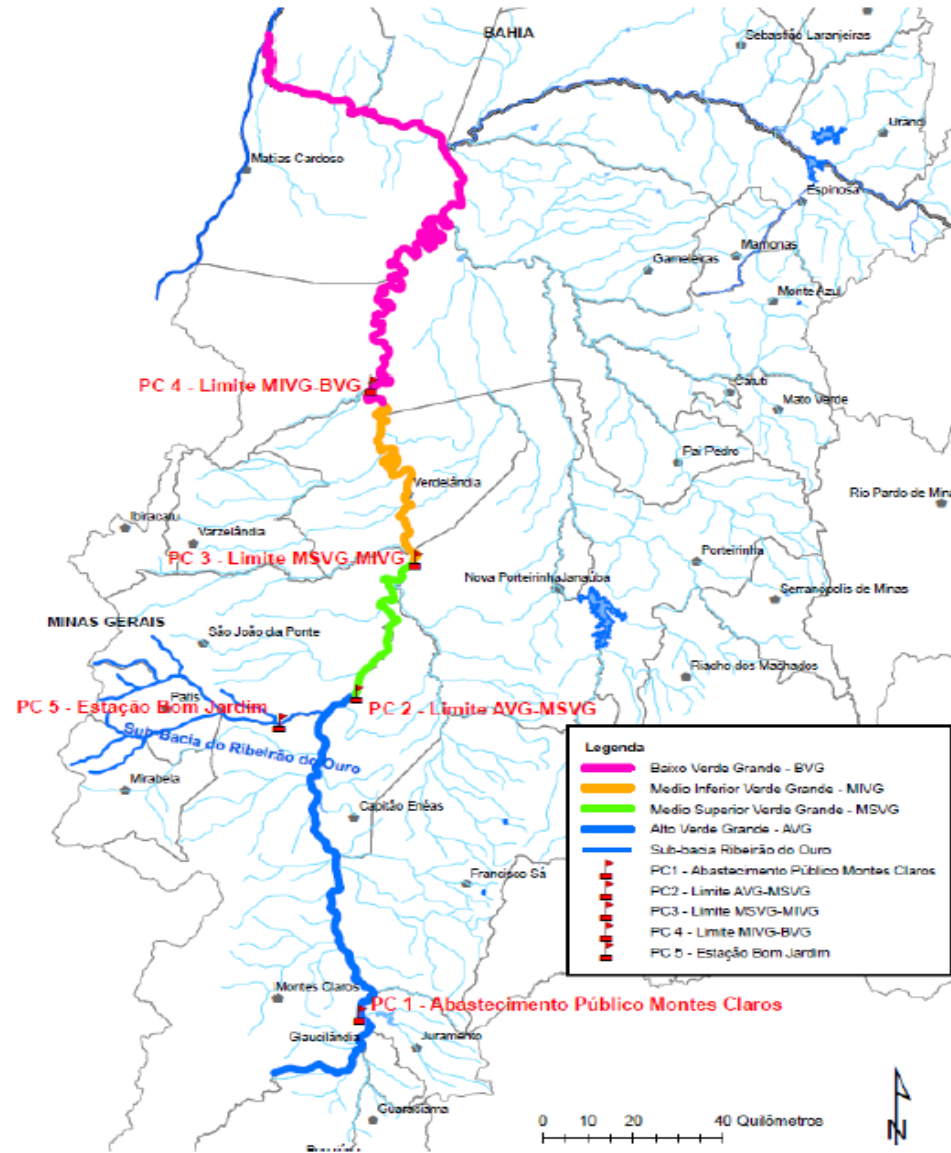 BAHIA
Sebastião Laranjeiras
Urandi
Matias Cardoso
Espinosa
Mamonas
Gameleiras
Monte Azul
PC 4 - Limite MIVG-BVG
Catuti
Mato Verde
Pai Pedro
Verdelândia
Rio Pardo de Mina
Ibiracatu
Varzelândia
PC 3 - Limite MSVG-MIVG
Porteirinha
Nova Porteirinha
Janaúba
Serranópolis de Minas
MINAS GERAIS
São João da Ponte
Riacho dos Machados
Patis
PC 5 - Estação Bom Jardim
PC 2 - Limite AVG-MSVG
Sub-Bacia do Ribeirão do Ouro
Mirabela
Capitão Enéas
Francisco Sá
Legenda
Baixo Verde Grande - BVG
Medio Inferior Verde Grande - MIVG
Medio Superior Verde Grande - MSVG
Alto Verde Grande - AVG
Sub-bacia Ribeirão do Ouro
PC1 - Abastecimento Público Montes Claros
PC2 - Limite AVG-MSVG
PC3 - Limite MSVG-MIVG
PC 4 - Limite MIVG-BVG
PC 5 - Estação Bom Jardim
Montes Claros
PC 1 - Abastecimento Público Montes Claros
Glaucilândia
Juramento
Guaraciama
0 10 20 40 Quilômetros
N